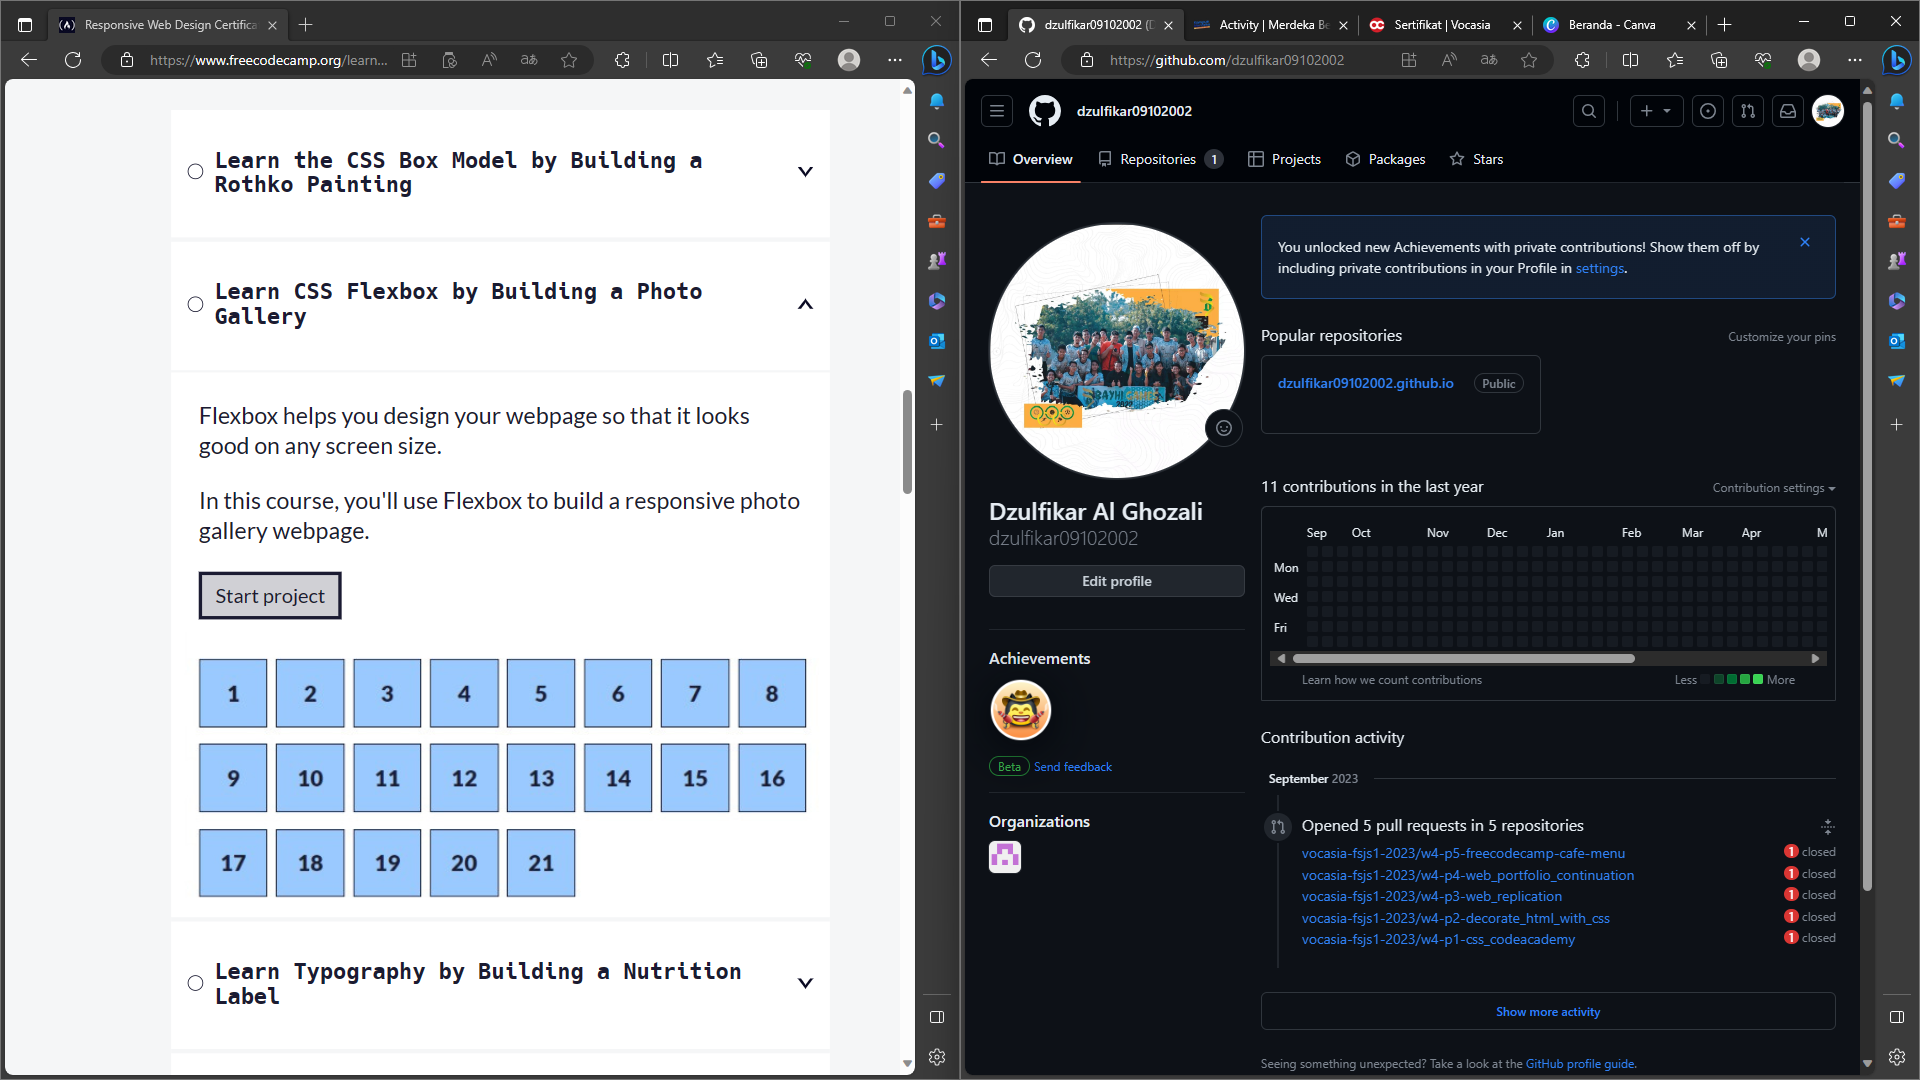 Responsive Web Design Certifica
https://www.freecodecamp.org/learn...
Learn the CSS Box Model by Building a
Rothko Painting
Learn CSS Flexbox by Building a Photo
Gallery
Flexbox helps you design your webpage so that it looks
good on any screen size.
In this course, you'll use Flexbox to build a responsive photo
gallery webpage.
Start project
1 2 3 4 5 6 7 8
9 10 11 12 13 14 15 16
17 18 19 20 21
Learn Typography by Building a Nutrition
Label
dzulfikar09102002 (D
Activity | Merdeka Be
Sertifikat | Vocasia
Beranda - Canva
https://github.com/dzulfikar09102002
dzulfikar09102002
Overview
Repositories 1
Projects
Packages
Stars
You unlocked new Achievements with private contributions! Show them off by
including private contributions in your Profile in settings.
Popular repositories
Customize your pins
dzulfikar09102002.github.io Public
Dzulfikar Al Ghozali
dzulfikar09102002
Edit profile
Achievements
Beta Send feedback
Organizations
11 contributions in the last year
Contribution settings
Sep Oct Nov Dec Jan Feb Mar Apr M
Mon
Wed
Fri
Learn how we count contributions
Less More
Contribution activity
September 2023
Opened 5 pull requests in 5 repositories
vocasia-fsjs1-2023/w4-p5-freecodecamp-cafe-menu 1 closed
vocasia-fsjs1-2023/w4-p4-web_portfolio_continuation 1 closed
vocasia-fsjs1-2023/w4-p3-web_replication 1 closed
vocasia-fsjs1-2023/w4-p2-decorate_html_with_css 1 closed
vocasia-fsjs1-2023/w4-p1-css_codeacademy 1 closed
Show more activity
Seeing something unexpected? Take a look at the GitHub profile guide.